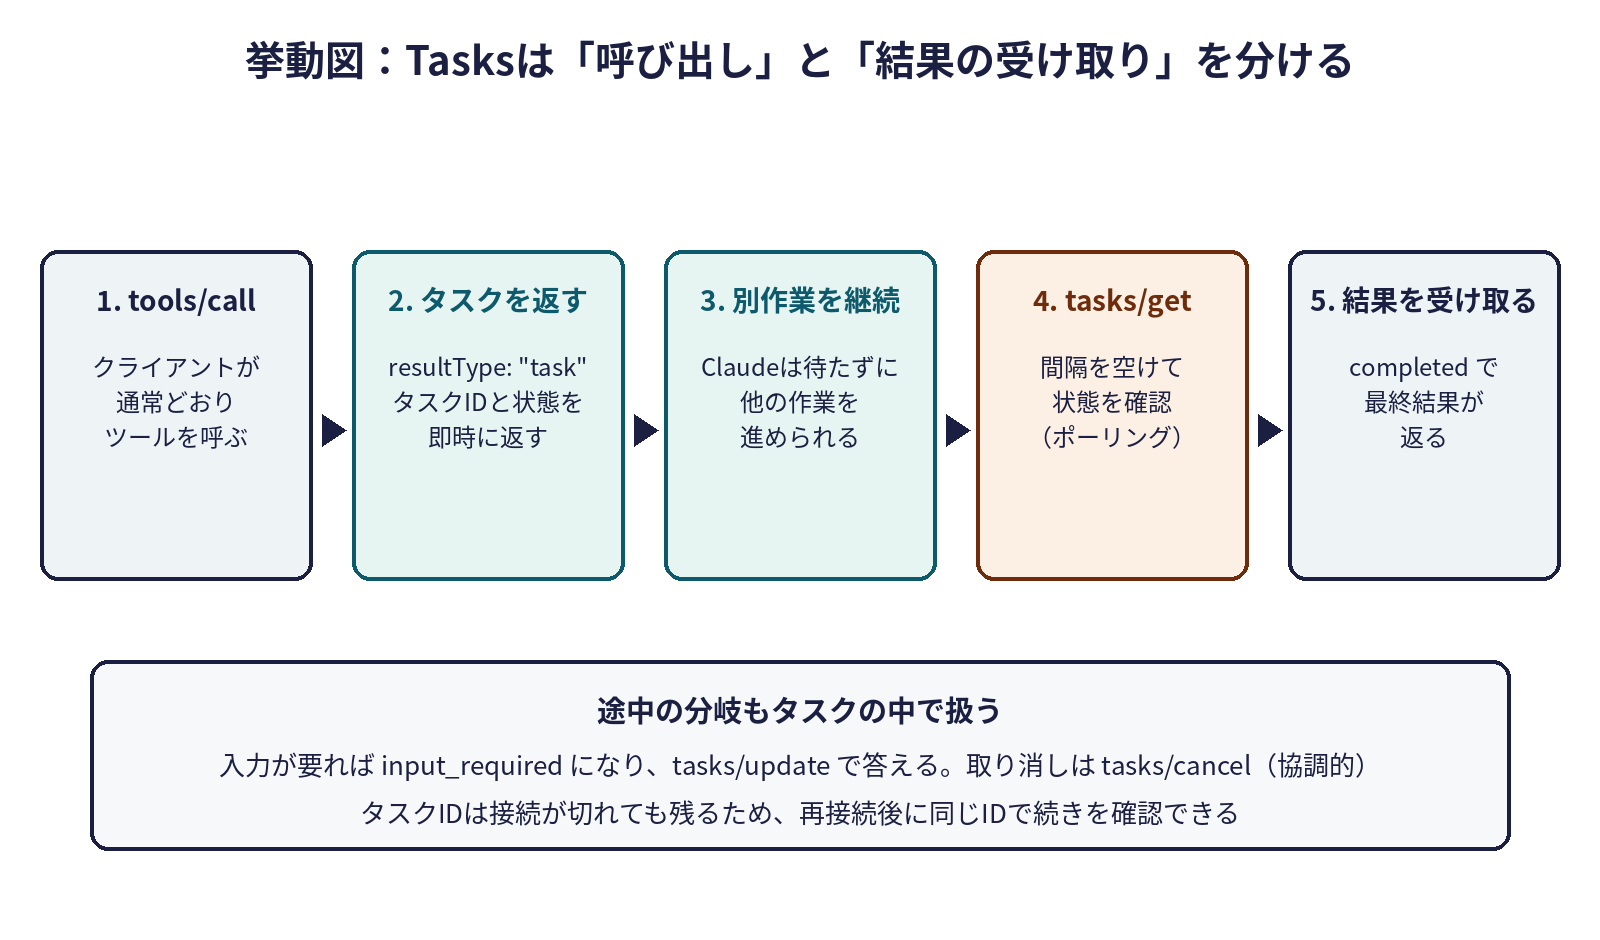 挙動図：Tasksは「呼び出し」と「結果の受け取り」を分ける
1. tools/call
クライアントが
通常どおり
ツールを呼ぶ
2. タスクを返す
resultType: "task"
タスクIDと状態を
即時に返す
3. 別作業を継続
Claudeは待たずに
他の作業を
進められる
4. tasks/get
間隔を空けて
状態を確認
（ポーリング）
5. 結果を受け取る
completed で
最終結果が
返る
途中の分岐もタスクの中で扱う
入力が要れば input_required になり、tasks/update で答える。取り消しは tasks/cancel（協調的）
タスクIDは接続が切れても残るため、再接続後に同じIDで続きを確認できる